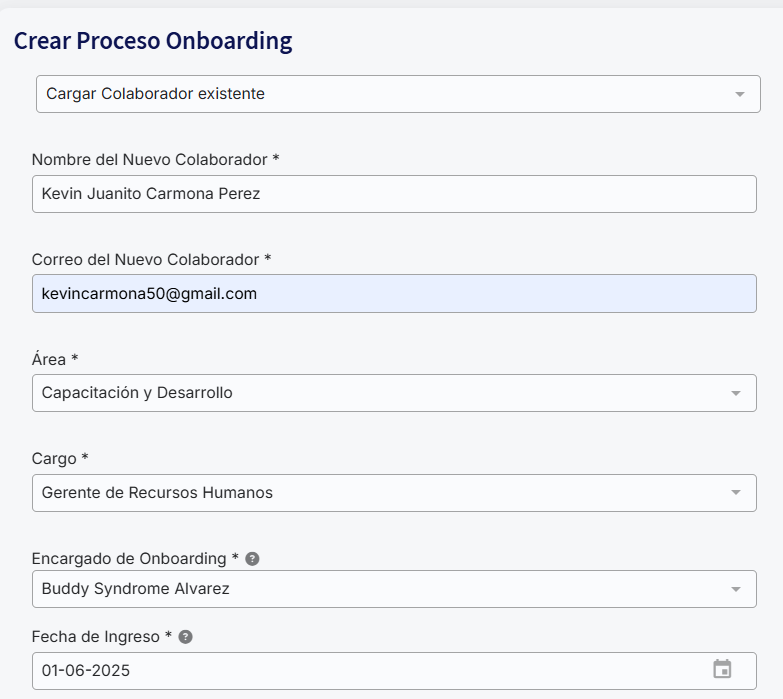 Crear Proceso Onboarding
Cargar Colaborador existente
Nombre del Nuevo Colaborador *
Kevin Juanito Carmona Perez
Correo del Nuevo Colaborador *
kevincarmona50@gmail.com
Área *
Capacitación y Desarrollo
Cargo *
Gerente de Recursos Humanos
Encargado de Onboarding * ?
Buddy Syndrome Alvarez
Fecha de Ingreso * ?
01-06-2025